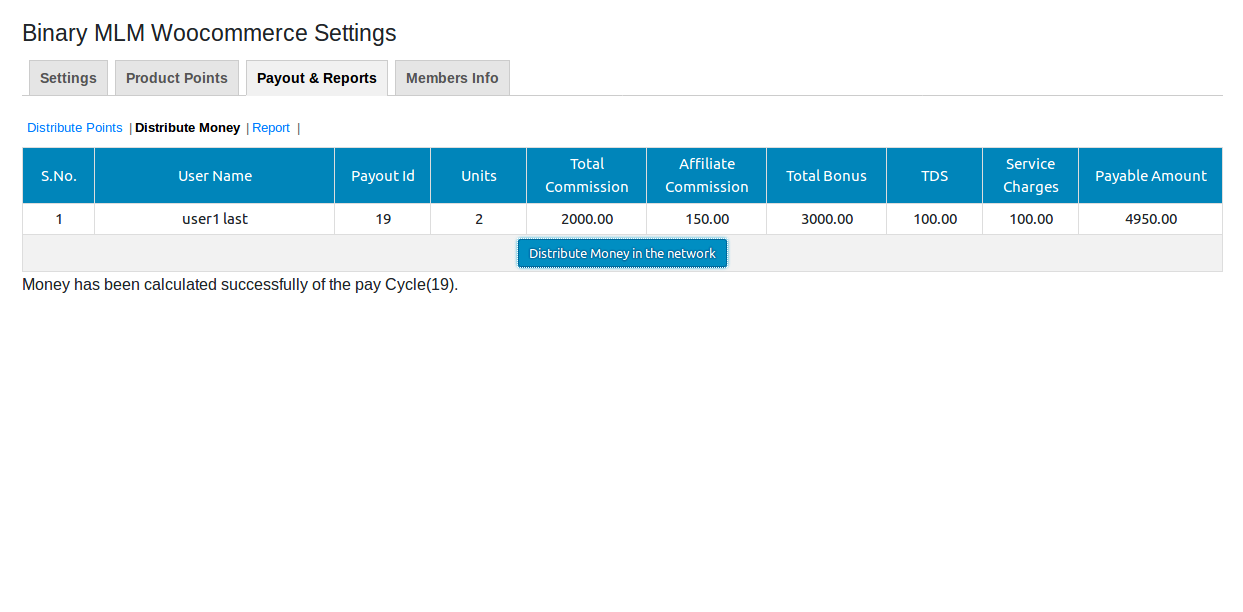 Binary MLM Woocommerce Settings
Settings Product Points Payout & Reports Members Info
Distribute Points | Distribute Money | Report |
S.No. User Name Payout Id Units Total Commission Affiliate Commission Total Bonus TDS Service Charges Payable Amount
1 user1 last 19 2 2000.00 150.00 3000.00 100.00 100.00 4950.00
Distribute Money in the network
Money has been calculated successfully of the pay Cycle(19).